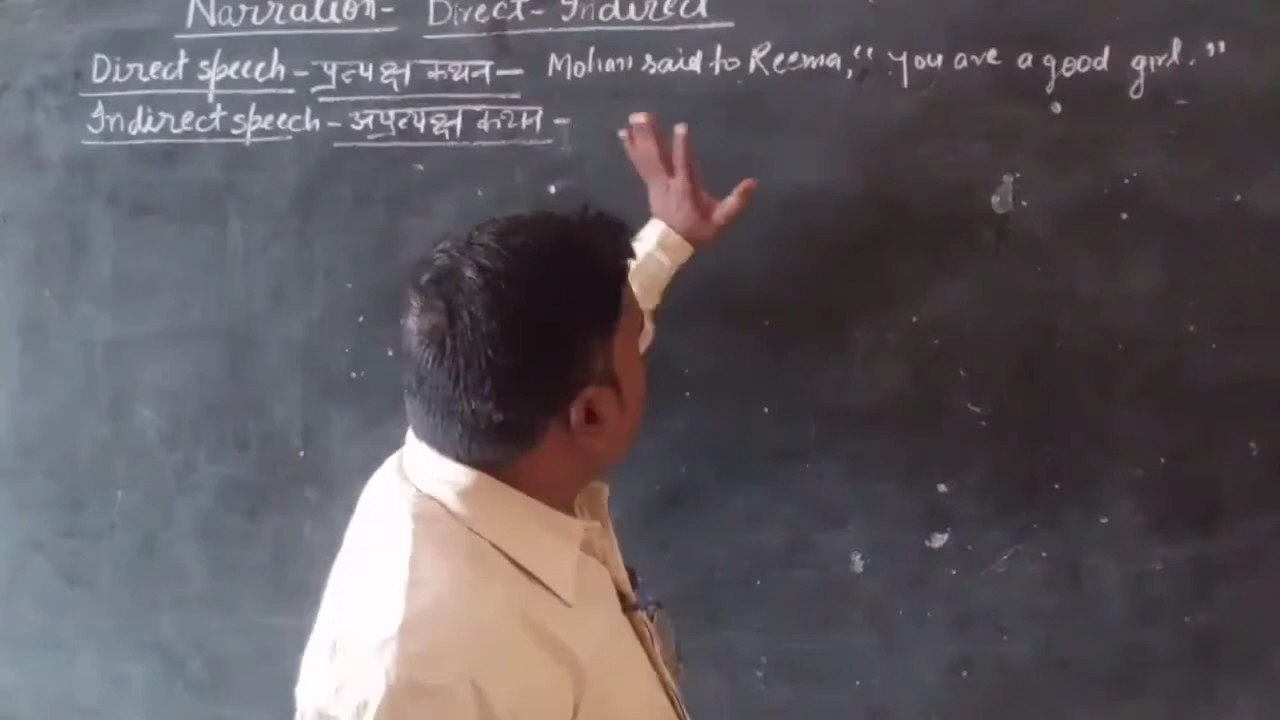 Narration- Direct-Indirect
Direct speech - प्रत्यक्ष कथन - Mohan said to Reema, "you are a good girl."
Indirect speech - अप्रत्यक्ष कथन -